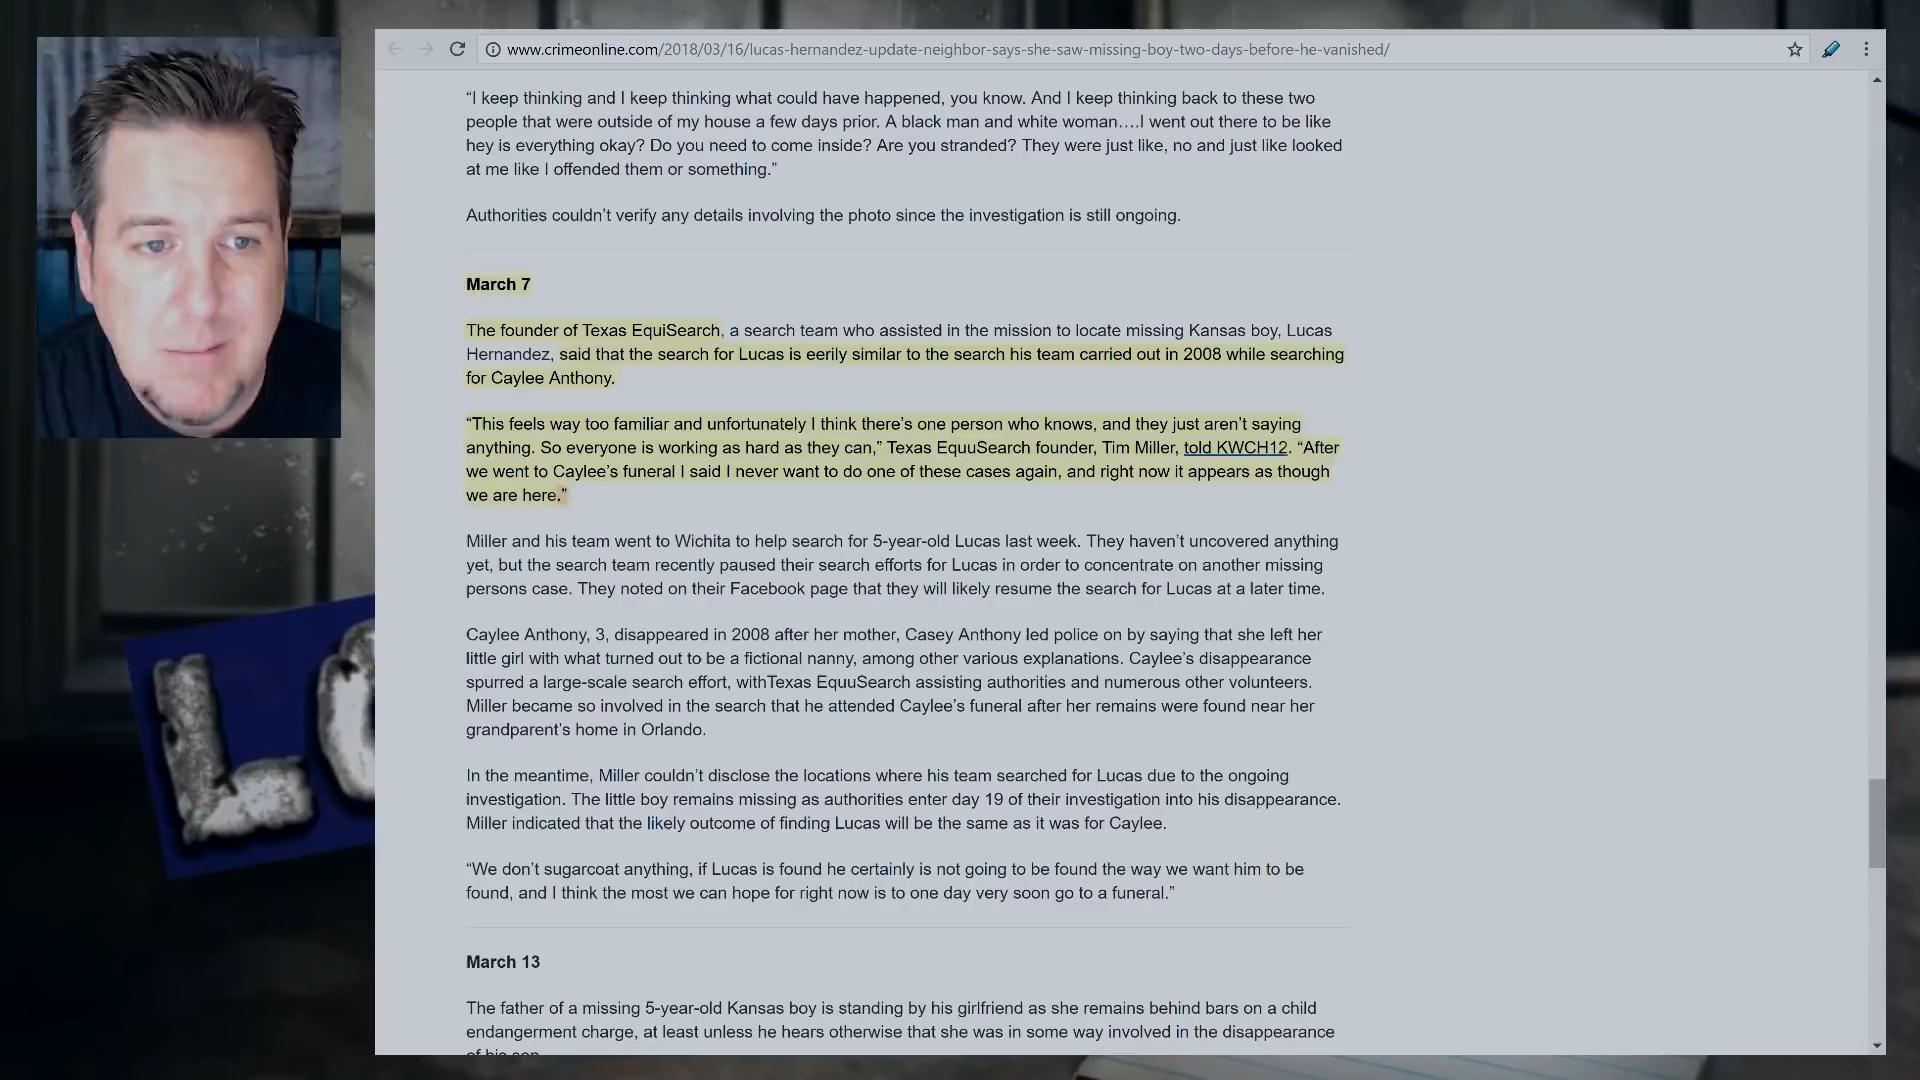 www.crimeonline.com/2018/03/16/lucas-hernandez-update-neighbor-says-she-saw-missing-boy-two-days-before-he-vanished/
“I keep thinking and I keep thinking what could have happened, you know. And I keep thinking back to these two
people that were outside of my house a few days prior. A black man and white woman….I went out there to be like
hey is everything okay? Do you need to come inside? Are you stranded? They were just like, no and just like looked
at me like I offended them or something.”
Authorities couldn’t verify any details involving the photo since the investigation is still ongoing.
March 7
The founder of Texas EquiSearch, a search team who assisted in the mission to locate missing Kansas boy, Lucas
Hernandez, said that the search for Lucas is eerily similar to the search his team carried out in 2008 while searching
for Caylee Anthony.
“This feels way too familiar and unfortunately I think there’s one person who knows, and they just aren’t saying
anything. So everyone is working as hard as they can,” Texas EquuSearch founder, Tim Miller, told KWCH12. “After
we went to Caylee’s funeral I said I never want to do one of these cases again, and right now it appears as though
we are here.”
Miller and his team went to Wichita to help search for 5-year-old Lucas last week. They haven’t uncovered anything
yet, but the search team recently paused their search efforts for Lucas in order to concentrate on another missing
persons case. They noted on their Facebook page that they will likely resume the search for Lucas at a later time.
Caylee Anthony, 3, disappeared in 2008 after her mother, Casey Anthony led police on by saying that she left her
little girl with what turned out to be a fictional nanny, among other various explanations. Caylee’s disappearance
spurred a large-scale search effort, withTexas EquuSearch assisting authorities and numerous other volunteers.
Miller became so involved in the search that he attended Caylee’s funeral after her remains were found near her
grandparent’s home in Orlando.
In the meantime, Miller couldn’t disclose the locations where his team searched for Lucas due to the ongoing
investigation. The little boy remains missing as authorities enter day 19 of their investigation into his disappearance.
Miller indicated that the likely outcome of finding Lucas will be the same as it was for Caylee.
“We don’t sugarcoat anything, if Lucas is found he certainly is not going to be found the way we want him to be
found, and I think the most we can hope for right now is to one day very soon go to a funeral.”
March 13
The father of a missing 5-year-old Kansas boy is standing by his girlfriend as she remains behind bars on a child
endangerment charge, at least unless he hears otherwise that she was in some way involved in the disappearance
of his son